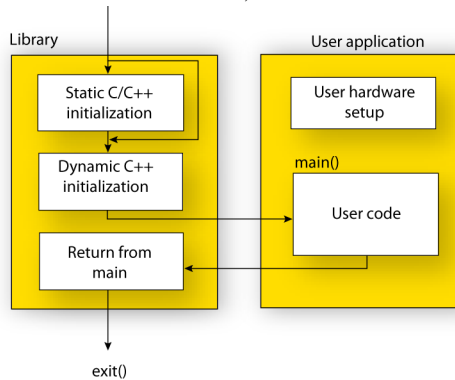 Library
User application
Static C/C++
initialization
User hardware
setup
Dynamic C++
initialization
main()
User code
Return from
main
exit()